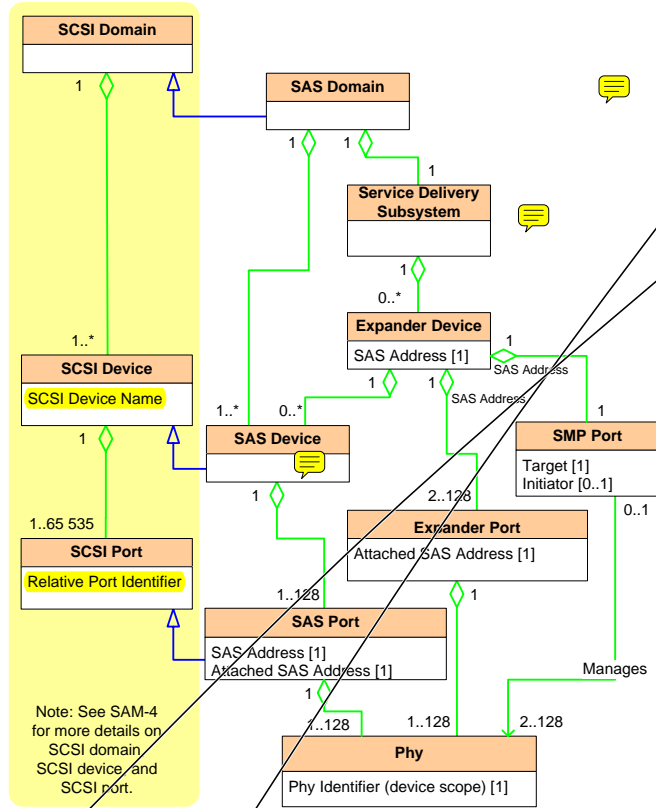 SCSI Domain
1
SAS Domain
1
1
1
Service Delivery
Subsystem
1
0..*
Expander Device
SAS Address [1]
1
SAS Address
1
SAS Address
1
1
1..*
SCSI Device
SCSI Device Name
1
1..*
0..*
SAS Device
1
SMP Port
Target [1]
Initiator [0..1]
0..1
2..128
Expander Port
Attached SAS Address [1]
1
1..65 535
SCSI Port
Relative Port Identifier
1..128
SAS Port
SAS Address [1]
Attached SAS Address [1]
1
Manages
Note: See SAM-4
for more details on
SCSI domain,
SCSI device, and
SCSI port.
1..128
1..128
2..128
Phy
Phy Identifier (device scope) [1]